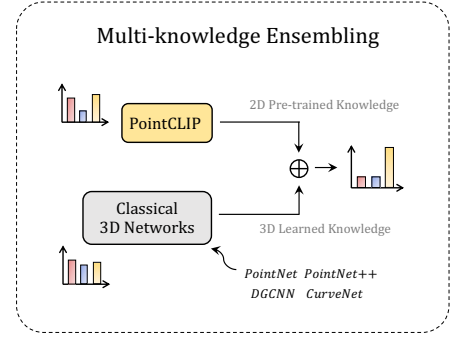 Multi-knowledge Ensembling
2D Pre-trained Knowledge
PointCLIP
Classical
3D Networks
3D Learned Knowledge
PointNet PointNet++
DGCNN CurveNet